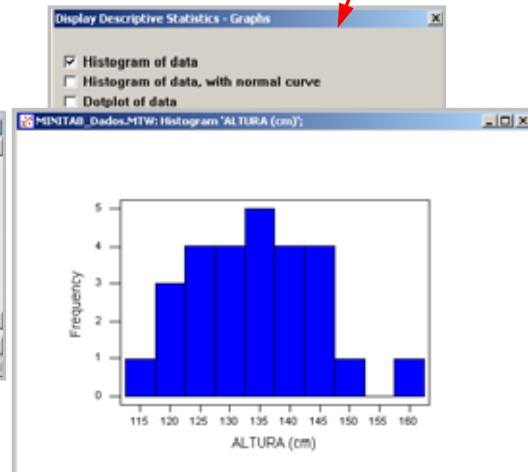 Display Descriptive Statistics - Graphs
Histogram of data
Histogram of data, with normal curve
Dotplot of data
MINITAB_Dados.MTW: Histogram 'ALTURA (cm)';
5
4
3
2
1
0
Frequency
115 120 125 130 135 140 145 150 155 160
ALTURA (cm)